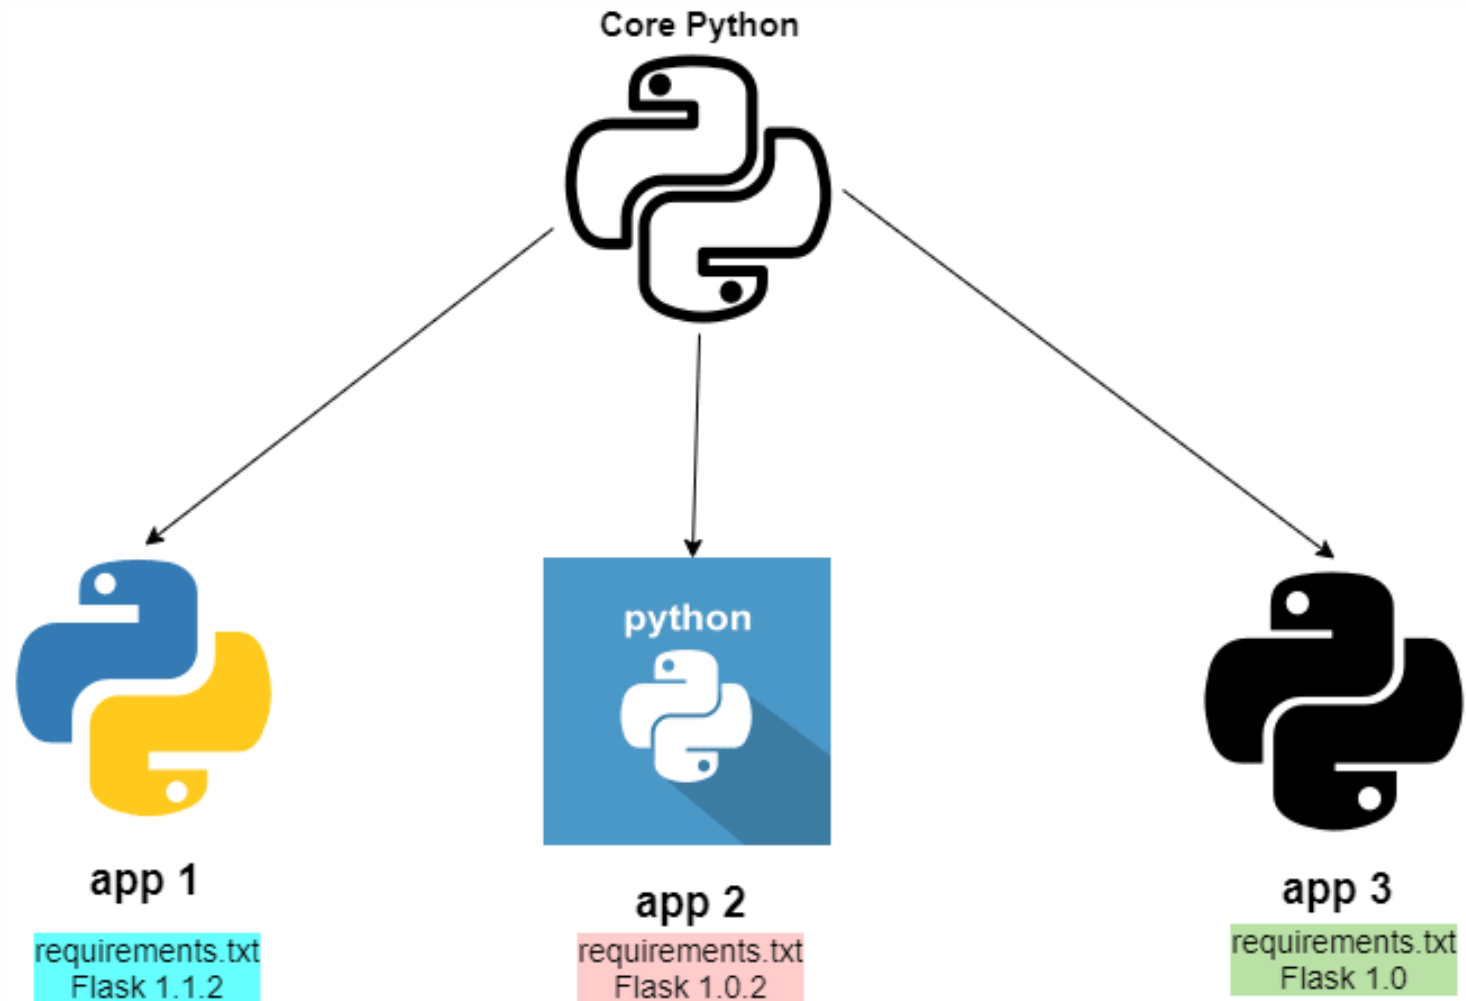 Core Python
python
app 1
requirements.txt
Flask 1.1.2
app 2
requirements.txt
Flask 1.0.2
app 3
requirements.txt
Flask 1.0